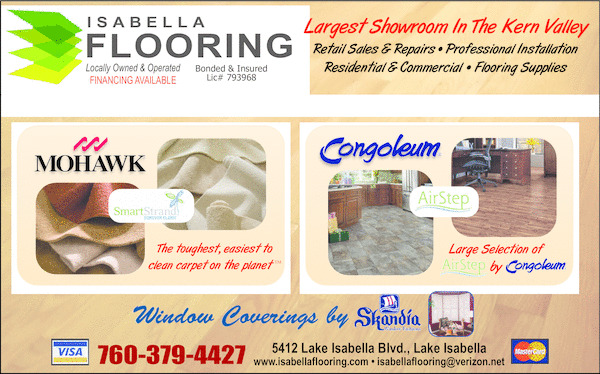 ISABELLA
FLOORING
Locally Owned & Operated
Bonded & Insured
FINANCING AVAILABLE
Lic# 793968
Largest Showroom In The Kern Valley
Retail Sales & Repairs • Professional Installation
Residential & Commercial • Flooring Supplies
MOHAWK
SmartStrand
The toughest, easiest to
clean carpet on the planet™
Congoleum
AirStep
Large Selection of
AirStep by Congoleum
Window Coverings by Skandia
VISA
760-379-4427
5412 Lake Isabella Blvd., Lake Isabella
www.isabellaflooring.com • isabellaflooring@verizon.net
MasterCard